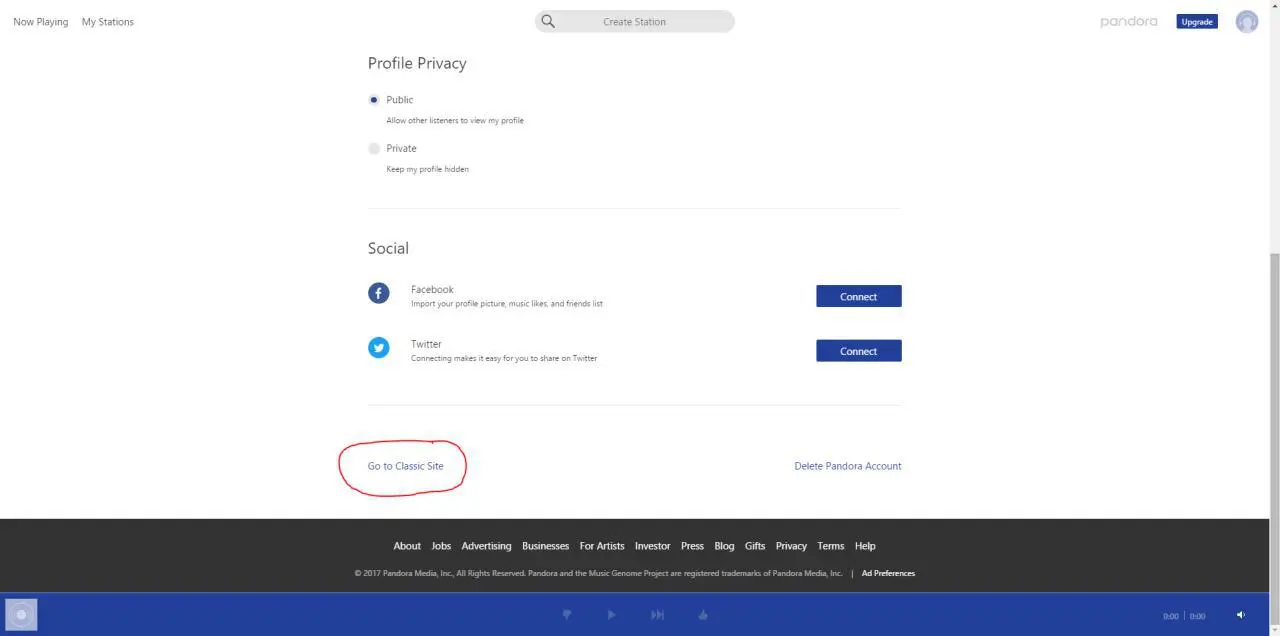 Now Playing My Stations Create Station pandora Upgrade
Profile Privacy
Public
Allow other listeners to view my profile
Private
Keep my profile hidden
Social
Facebook
Import your profile picture, music likes, and friends list
Connect
Twitter
Connecting makes it easy for you to share on Twitter
Connect
Go to Classic Site Delete Pandora Account
About Jobs Advertising Businesses For Artists Investor Press Blog Gifts Privacy Terms Help
© 2017 Pandora Media, Inc., All Rights Reserved. Pandora and the Music Genome Project are registered trademarks of Pandora Media, Inc. | Ad Preferences
0:00 | 0:00